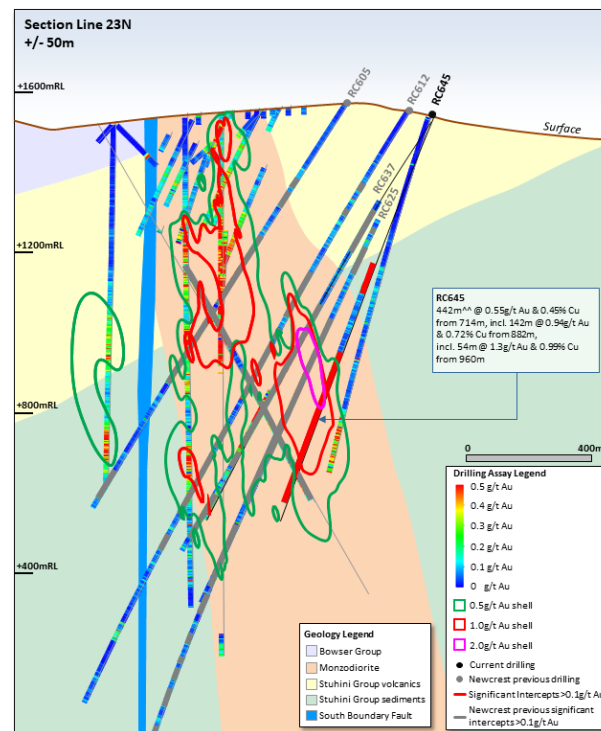 Section Line 23N
+/- 50m
RC605
RC612
RC645
+1600mRL
Surface
RC637
RC625
+1200mRL
RC645
442m^^ @ 0.55g/t Au & 0.45% Cu
from 714m, incl. 142m @ 0.94g/t Au
& 0.72% Cu from 882m,
incl. 54m @ 1.3g/tAu & 0.99% Cu
from 960m
+800mRL
0 400m
Drilling Assay Legend
0.5 g/t Au
0.4 g/t Au
0.3 g/t Au
0.2 g/t Au
0.1 g/t Au
0 g/t Au
0.5g/t Au shell
1.0g/t Au shell
2.0g/t Au shell
Current drilling
Newcrest previous drilling
Significant Intercepts >0.1g/t Au
Newcrest previous significant
intercepts >0.1g/t Au
+400mRL
Geology Legend
Bowser Group
Monzodiorite
Stuhini Group volcanics
Stuhini Group sediments
South Boundary Fault